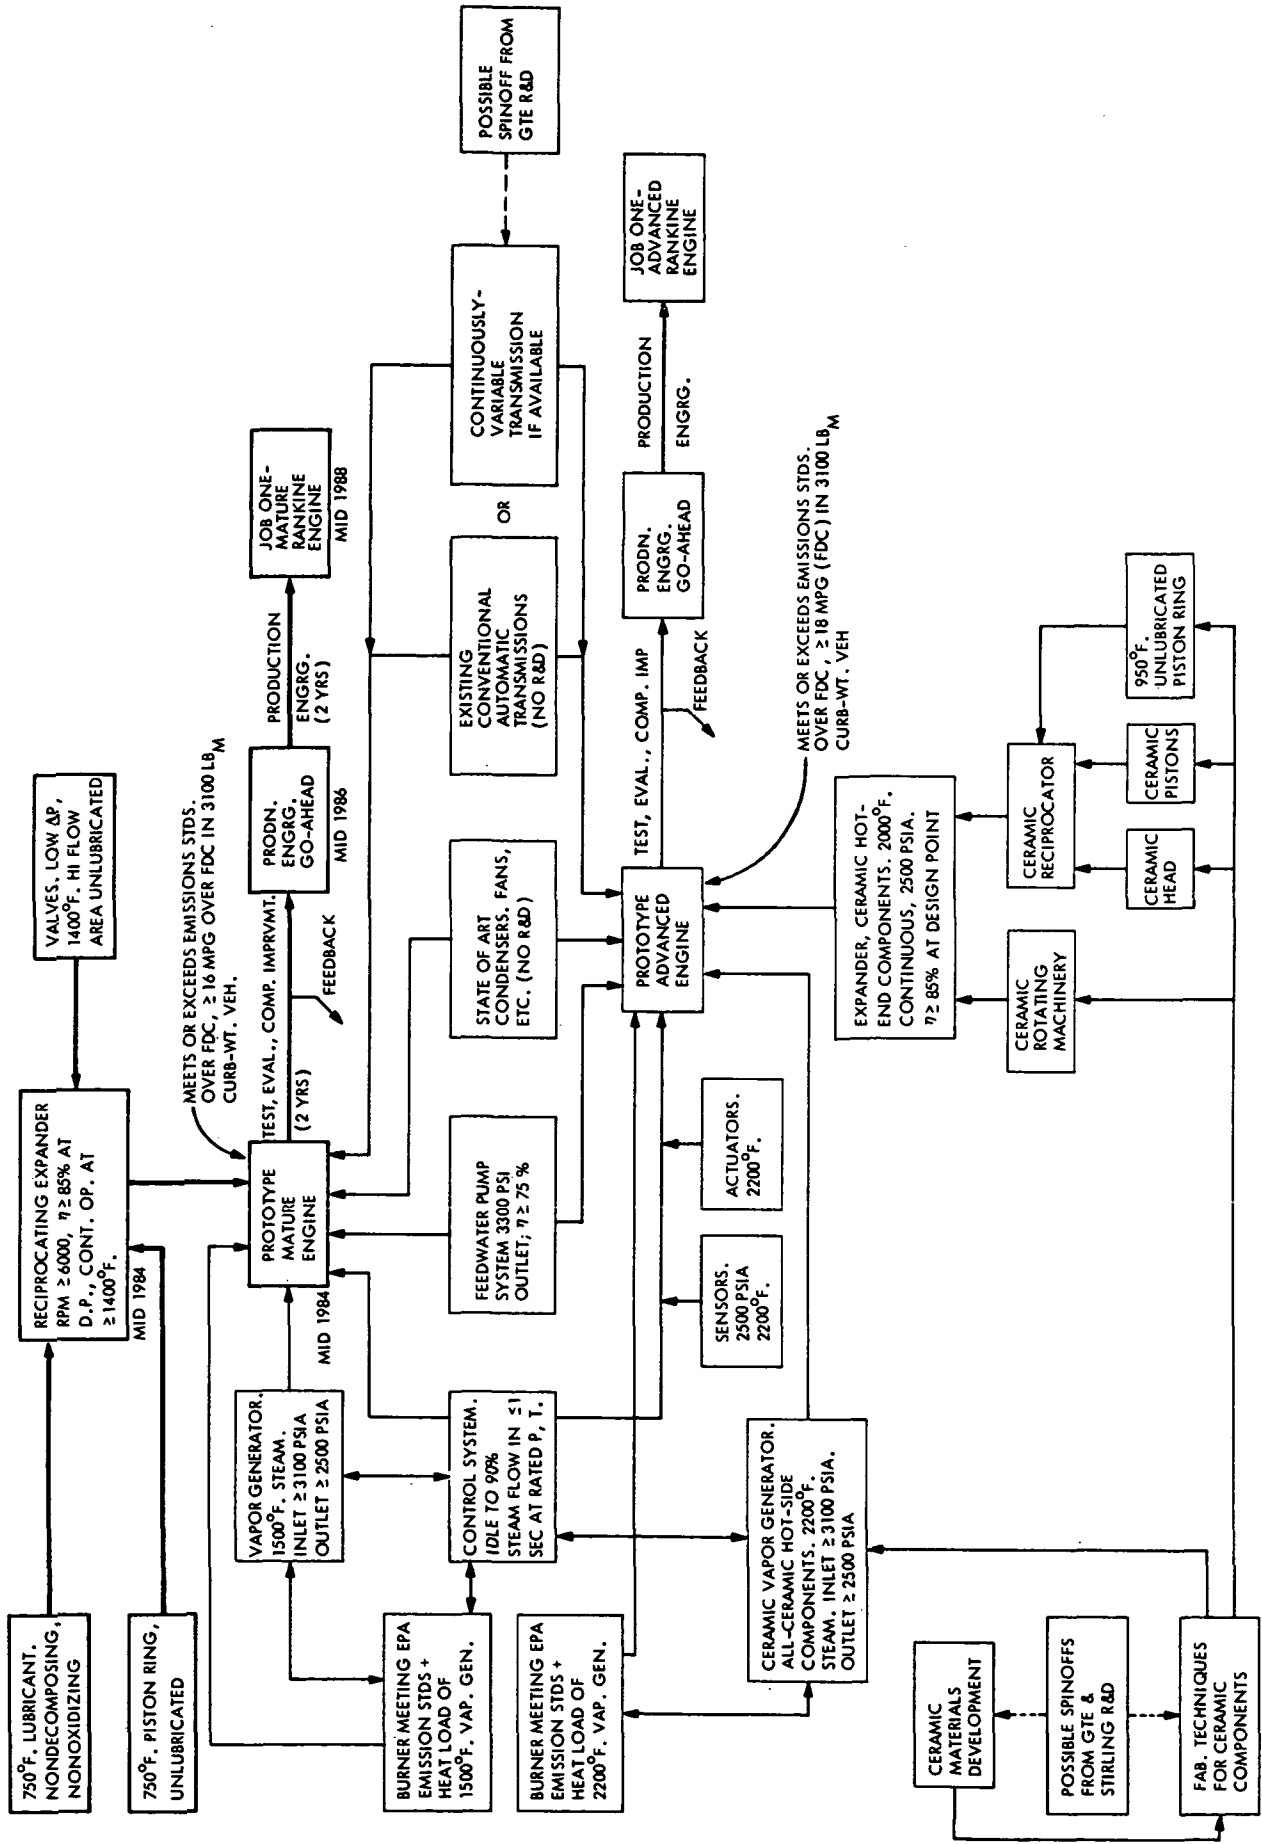 750°F. LUBRICANT.
NONDECOMPOSING,
NONOXIDIZING
750°F. PISTON RING,
UNLUBRICATED
RECIPROCATING EXPANDER
RPM ≥ 6000, η ≥ 85% AT
D.P., CONT. OP. AT
≥ 1400°F.
MID 1984
VALVES. LOW ΔP,
1400°F. HI FLOW
AREA UNLUBRICATED
MEETS OR EXCEEDS EMISSIONS STDS.
OVER FDC, ≥ 16 MPG OVER FDC IN 3100 LBM
CURB-WT. VEH.
VAPOR GENERATOR.
1500°F. STEAM.
INLET ≥ 3100 PSIA
OUTLET ≥ 2500 PSIA
MID 1984
PROTOTYPE
MATURE
ENGINE
TEST, EVAL., COMP. IMPRVMT.
(2 YRS)
FEEDBACK
PRODN.
ENGRG.
GO-AHEAD
MID 1986
PRODUCTION
ENGRG.
(2 YRS)
JOB ONE-
MATURE
RANKINE
ENGINE
MID 1988
BURNER MEETING EPA
EMISSION STDS +
HEAT LOAD OF
1500°F. VAP. GEN.
CONTROL SYSTEM.
IDLE TO 90%
STEAM FLOW IN ≤ 1
SEC AT RATED P, T.
FEEDWATER PUMP
SYSTEM 3300 PSI
OUTLET; η ≥ 75 %
STATE OF ART
CONDENSERS. FANS,
ETC. (NO R&D)
EXISTING
CONVENTIONAL
AUTOMATIC
TRANSMISSIONS
(NO R&D)
OR
CONTINUOUSLY-
VARIABLE
TRANSMISSION
IF AVAILABLE
POSSIBLE
SPINOFF FROM
GTE R&D
BURNER MEETING EPA
EMISSION STDS +
HEAT LOAD OF
2200°F. VAP. GEN.
SENSORS.
2500 PSIA
2200°F.
ACTUATORS.
2200°F.
PROTOTYPE
ADVANCED
ENGINE
TEST, EVAL., COMP. IMP
FEEDBACK
PRODN.
ENGRG.
GO-AHEAD
PRODUCTION
ENGRG.
JOB ONE-
ADVANCED
RANKINE
ENGINE
MEETS OR EXCEEDS EMISSIONS STDS.
OVER FDC, ≥ 18 MPG (FDC) IN 3100 LBM
CURB-WT. VEH
CERAMIC VAPOR GENERATOR.
ALL-CERAMIC HOT-SIDE
COMPONENTS. 2200°F.
STEAM. INLET ≥ 3100 PSIA.
OUTLET ≥ 2500 PSIA
EXPANDER, CERAMIC HOT-
END COMPONENTS. 2000°F.
CONTINUOUS, 2500 PSIA.
η ≥ 85% AT DESIGN POINT
CERAMIC
MATERIALS
DEVELOPMENT
POSSIBLE SPINOFFS
FROM GTE &
STIRLING R&D
FAB. TECHNIQUES
FOR CERAMIC
COMPONENTS
CERAMIC
ROTATING
MACHINERY
CERAMIC
RECIPROCATOR
CERAMIC
HEAD
CERAMIC
PISTONS
950°F.
UNLUBRICATED
PISTON RING